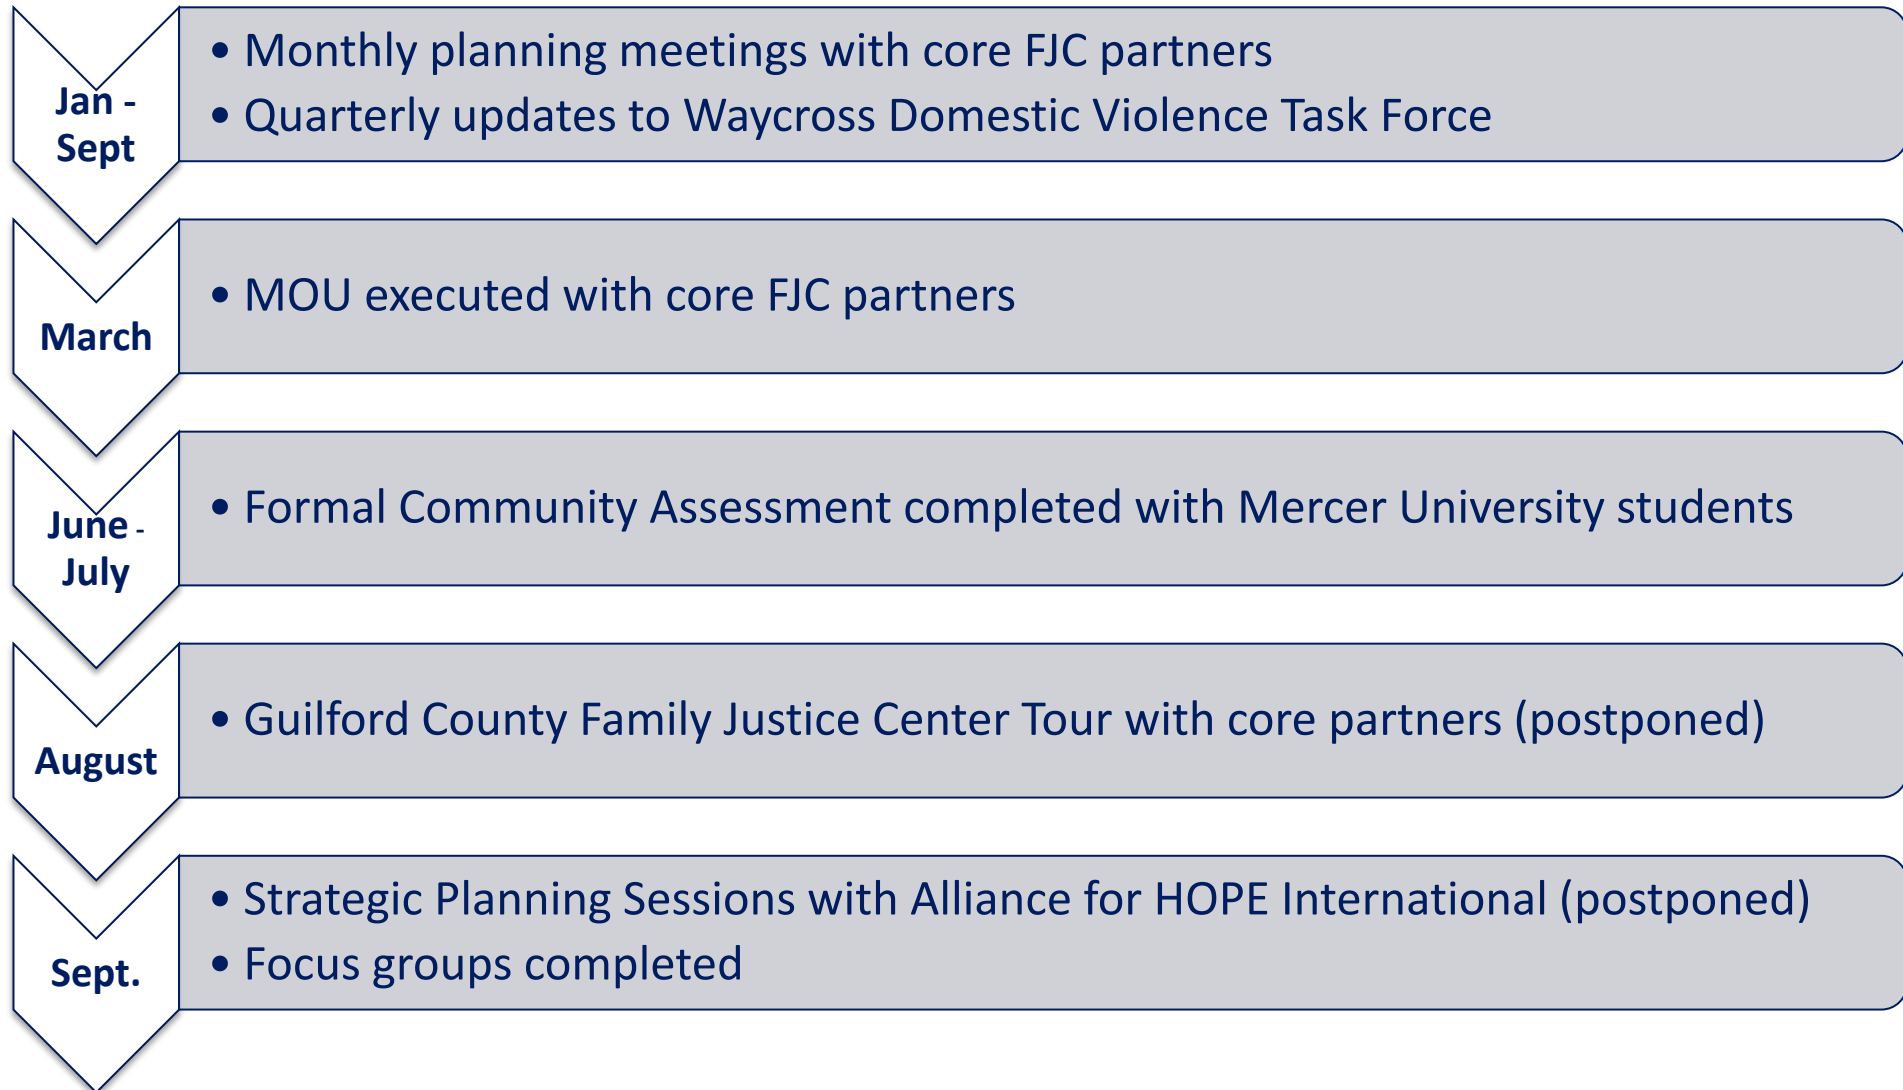 Jan -
Sept
• Monthly planning meetings with core FJC partners
• Quarterly updates to Waycross Domestic Violence Task Force
March
• MOU executed with core FJC partners
June -
July
• Formal Community Assessment completed with Mercer University students
August
• Guilford County Family Justice Center Tour with core partners (postponed)
Sept.
• Strategic Planning Sessions with Alliance for HOPE International (postponed)
• Focus groups completed